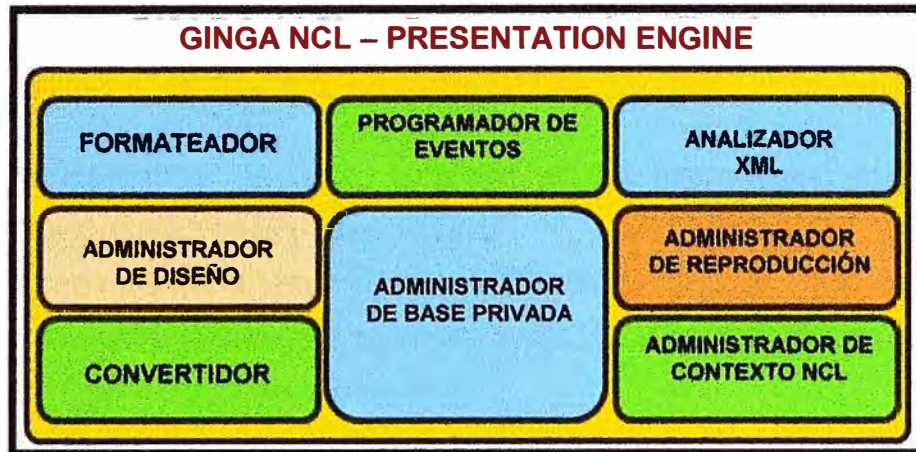 GINGA NCL – PRESENTATION ENGINE
FORMATEADOR
PROGRAMADOR DE
EVENTOS
ANALIZADOR
XML
ADMINISTRADOR
DE DISEÑO
ADMINISTRADOR
DE BASE PRIVADA
ADMINISTRADOR
DE REPRODUCCIÓN
CONVERTIDOR
ADMINISTRADOR DE
CONTEXTO NCL